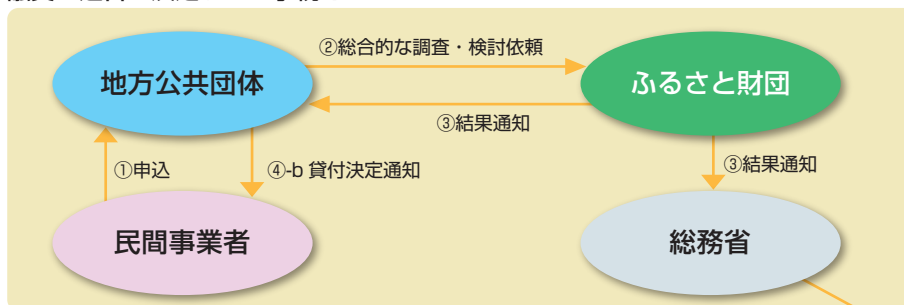 ②総合的な調査・検討依頼
地方公共団体
ふるさと財団
③結果通知
①申込
④-b 貸付決定通知
③結果通知
民間事業者
総務省